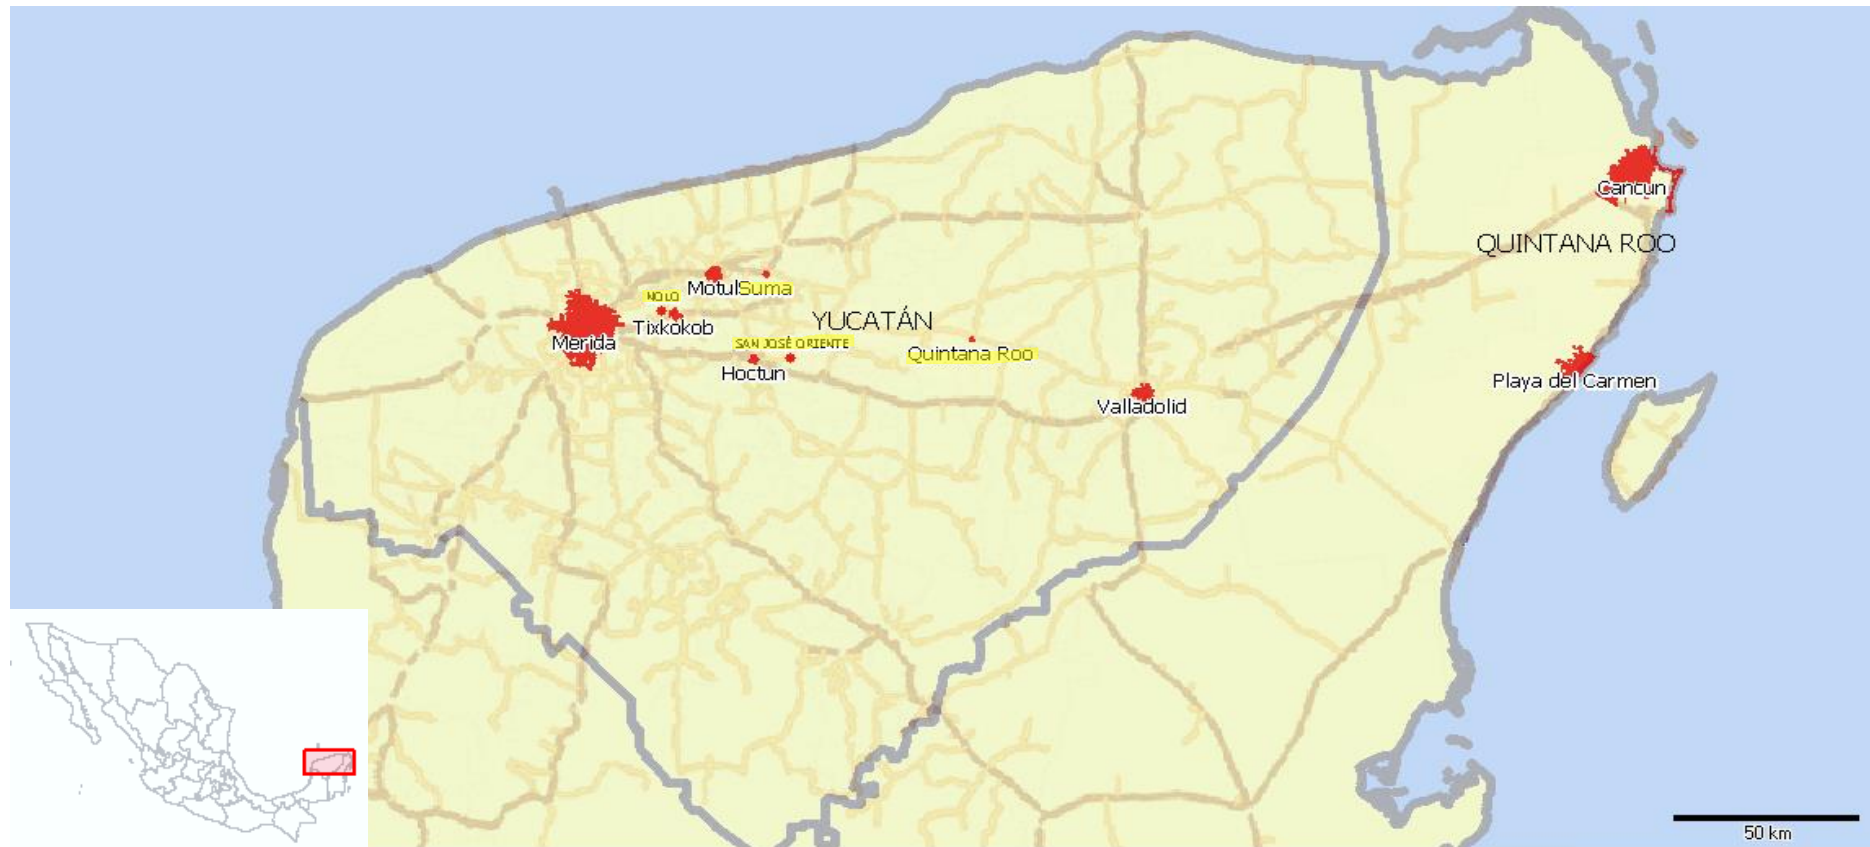 Cancun
QUINTANA ROO
MotulSuma
NOLO
YUCATÁN
Tixkokob
Merida
SAN JOSÉ ORIENTE
Quintana Roo
Hoctun
Playa del Carmen
Valladolid
50 km